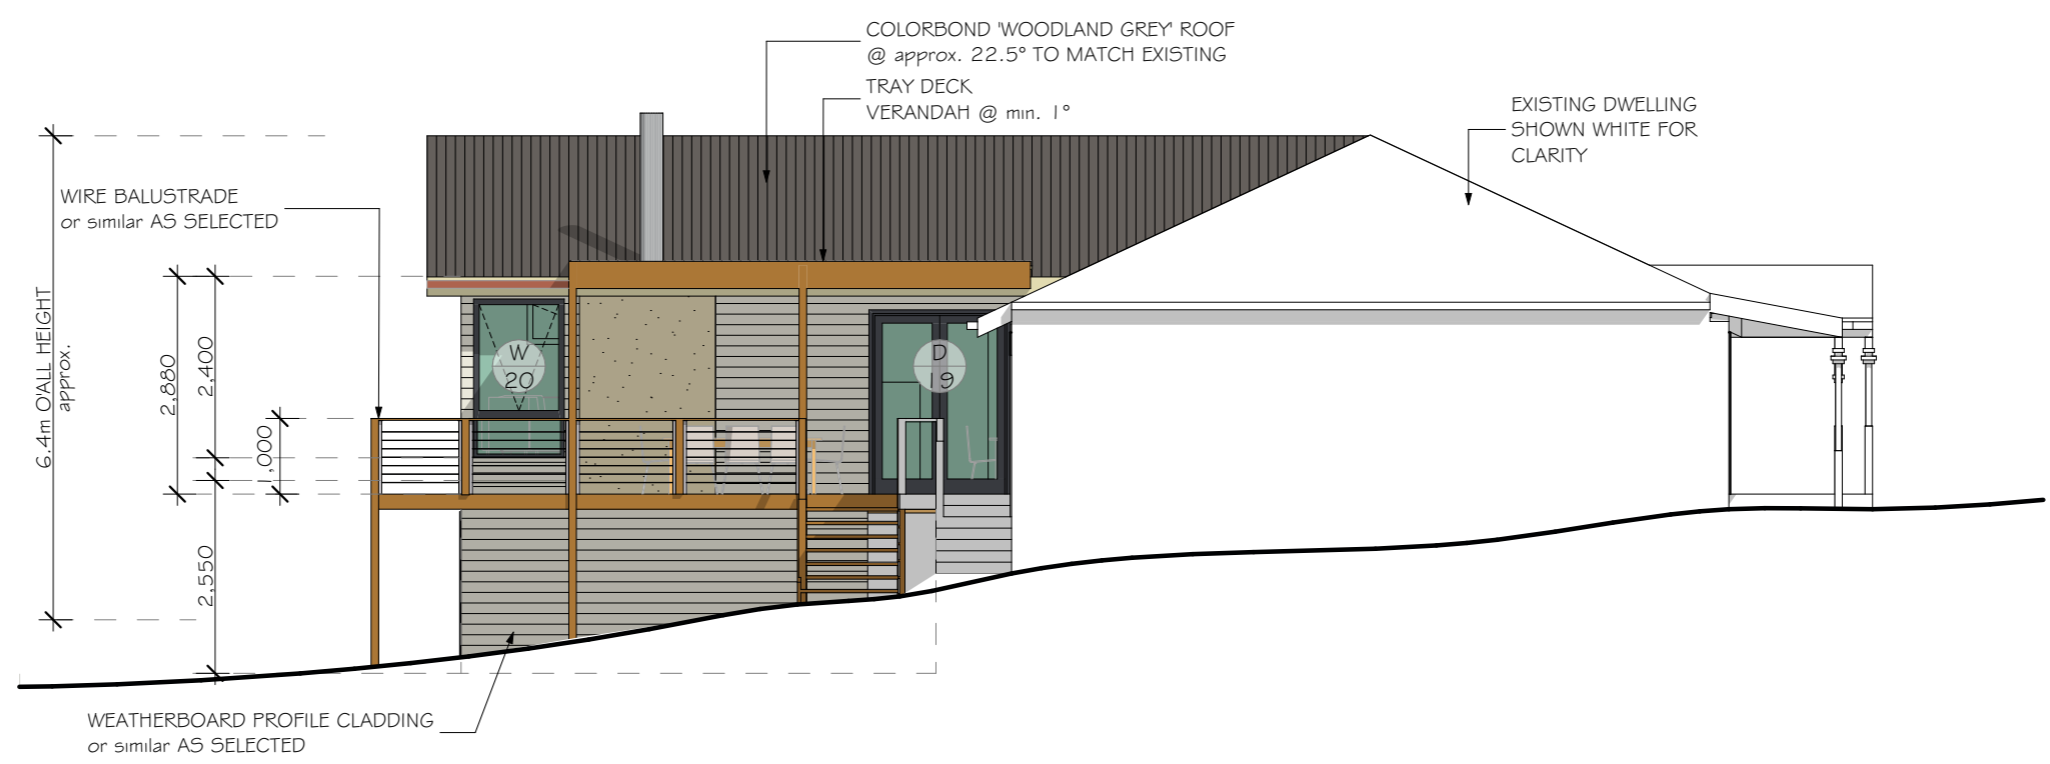 COLORBOND 'WOODLAND GREY' ROOF
@ approx. 22.5° TO MATCH EXISTING
TRAY DECK
VERANDAH @ min. 1°
EXISTING DWELLING
SHOWN WHITE FOR
CLARITY
WIRE BALUSTRADE
or similar AS SELECTED
6.4m O'ALL HEIGHT
approx.
2,880
2,400
1,000
2,550
W
20
D
19
WEATHERBOARD PROFILE CLADDING
or similar AS SELECTED